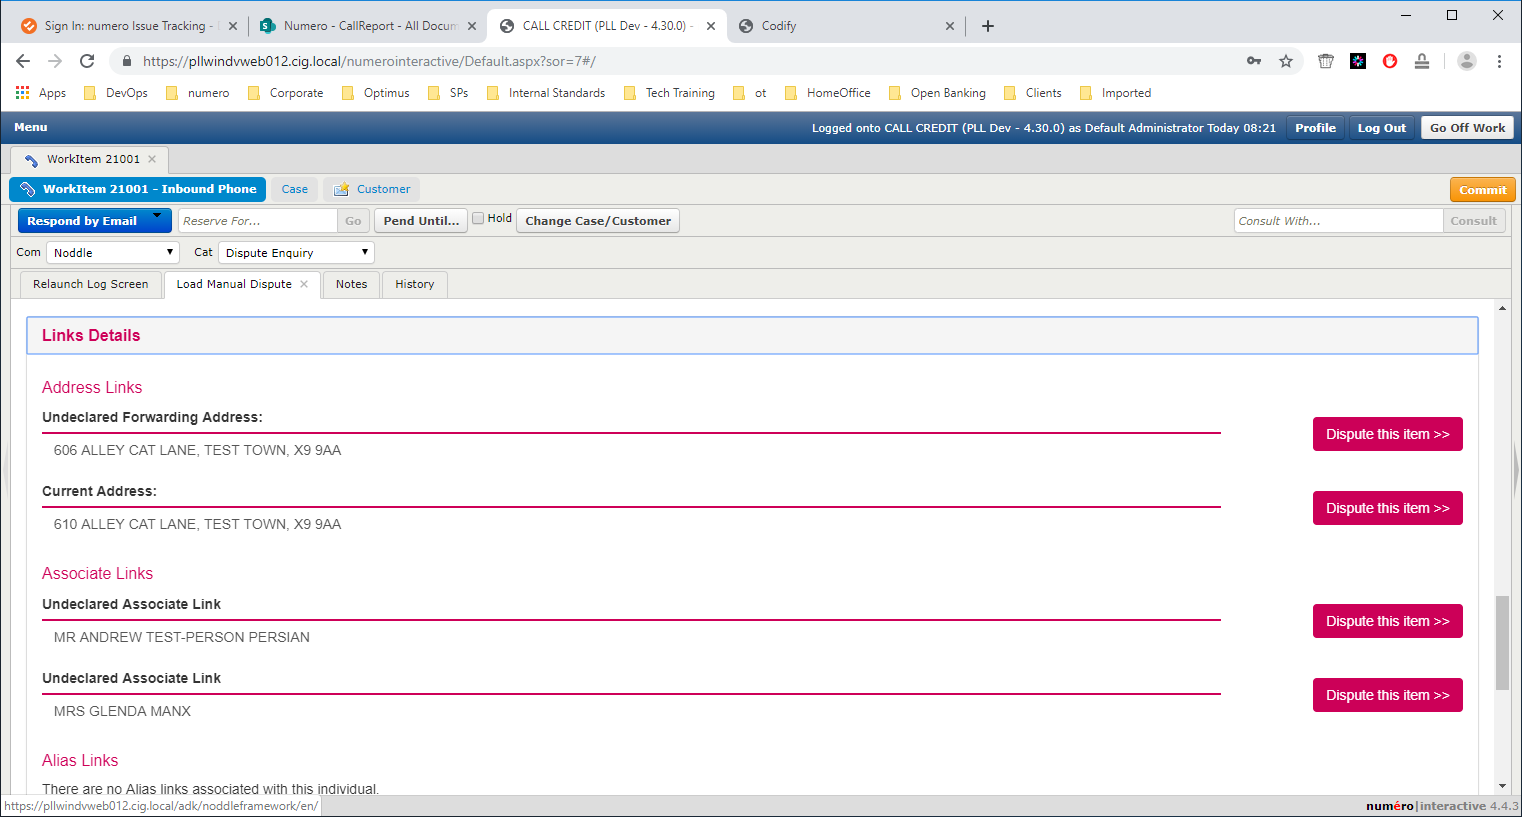 Sign In: numero Issue Tracking -
Numero - CallReport - All Docum
CALL CREDIT (PLL Dev - 4.30.0) -
Codify
https://pllwindvweb012.cig.local/numerointeractive/Default.aspx?sor=7#/
Apps DevOps numero Corporate Optimus SPs Internal Standards Tech Training ot HomeOffice Open Banking Clients Imported
Menu Logged onto CALL CREDIT (PLL Dev - 4.30.0) as Default Administrator Today 08:21 Profile Log Out Go Off Work
WorkItem 21001
WorkItem 21001 - Inbound Phone Case Customer Commit
Respond by Email Reserve For... Go Pend Until... Hold Change Case/Customer Consult With... Consult
Com Noddle Cat Dispute Enquiry
Relaunch Log Screen Load Manual Dispute Notes History
Links Details
Address Links
Undeclared Forwarding Address:
Dispute this item >>
606 ALLEY CAT LANE, TEST TOWN, X9 9AA
Current Address:
Dispute this item >>
610 ALLEY CAT LANE, TEST TOWN, X9 9AA
Associate Links
Undeclared Associate Link
Dispute this item >>
MR ANDREW TEST-PERSON PERSIAN
Undeclared Associate Link
Dispute this item >>
MRS GLENDA MANX
Alias Links
There are no Alias links associated with this individual.
https://pllwindvweb012.cig.local/adk/noddleframework/en/
numéro|interactive 4.4.3